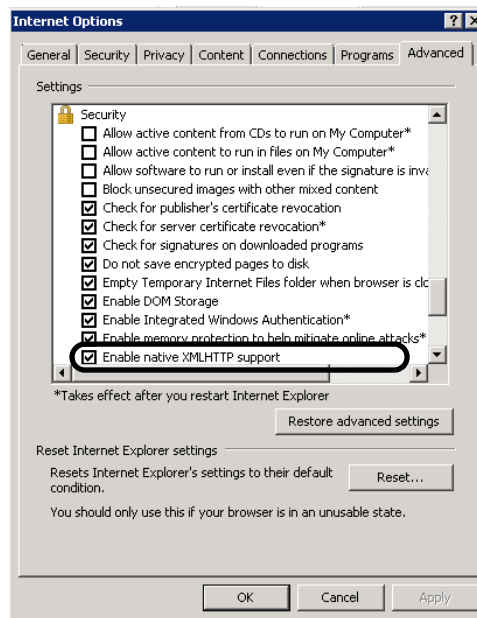 Internet Options
General Security Privacy Content Connections Programs Advanced
Settings
Security
Allow active content from CDs to run on My Computer*
Allow active content to run in files on My Computer*
Allow software to run or install even if the signature is inva
Block unsecured images with other mixed content
Check for publisher's certificate revocation
Check for server certificate revocation*
Check for signatures on downloaded programs
Do not save encrypted pages to disk
Empty Temporary Internet Files folder when browser is clo
Enable DOM Storage
Enable Integrated Windows Authentication*
Enable memory protection to help mitigate online attacks*
Enable native XMLHTTP support
*Takes effect after you restart Internet Explorer
Restore advanced settings
Reset Internet Explorer settings
Resets Internet Explorer's settings to their default
condition.
Reset...
You should only use this if your browser is in an unusable state.
OK Cancel Apply